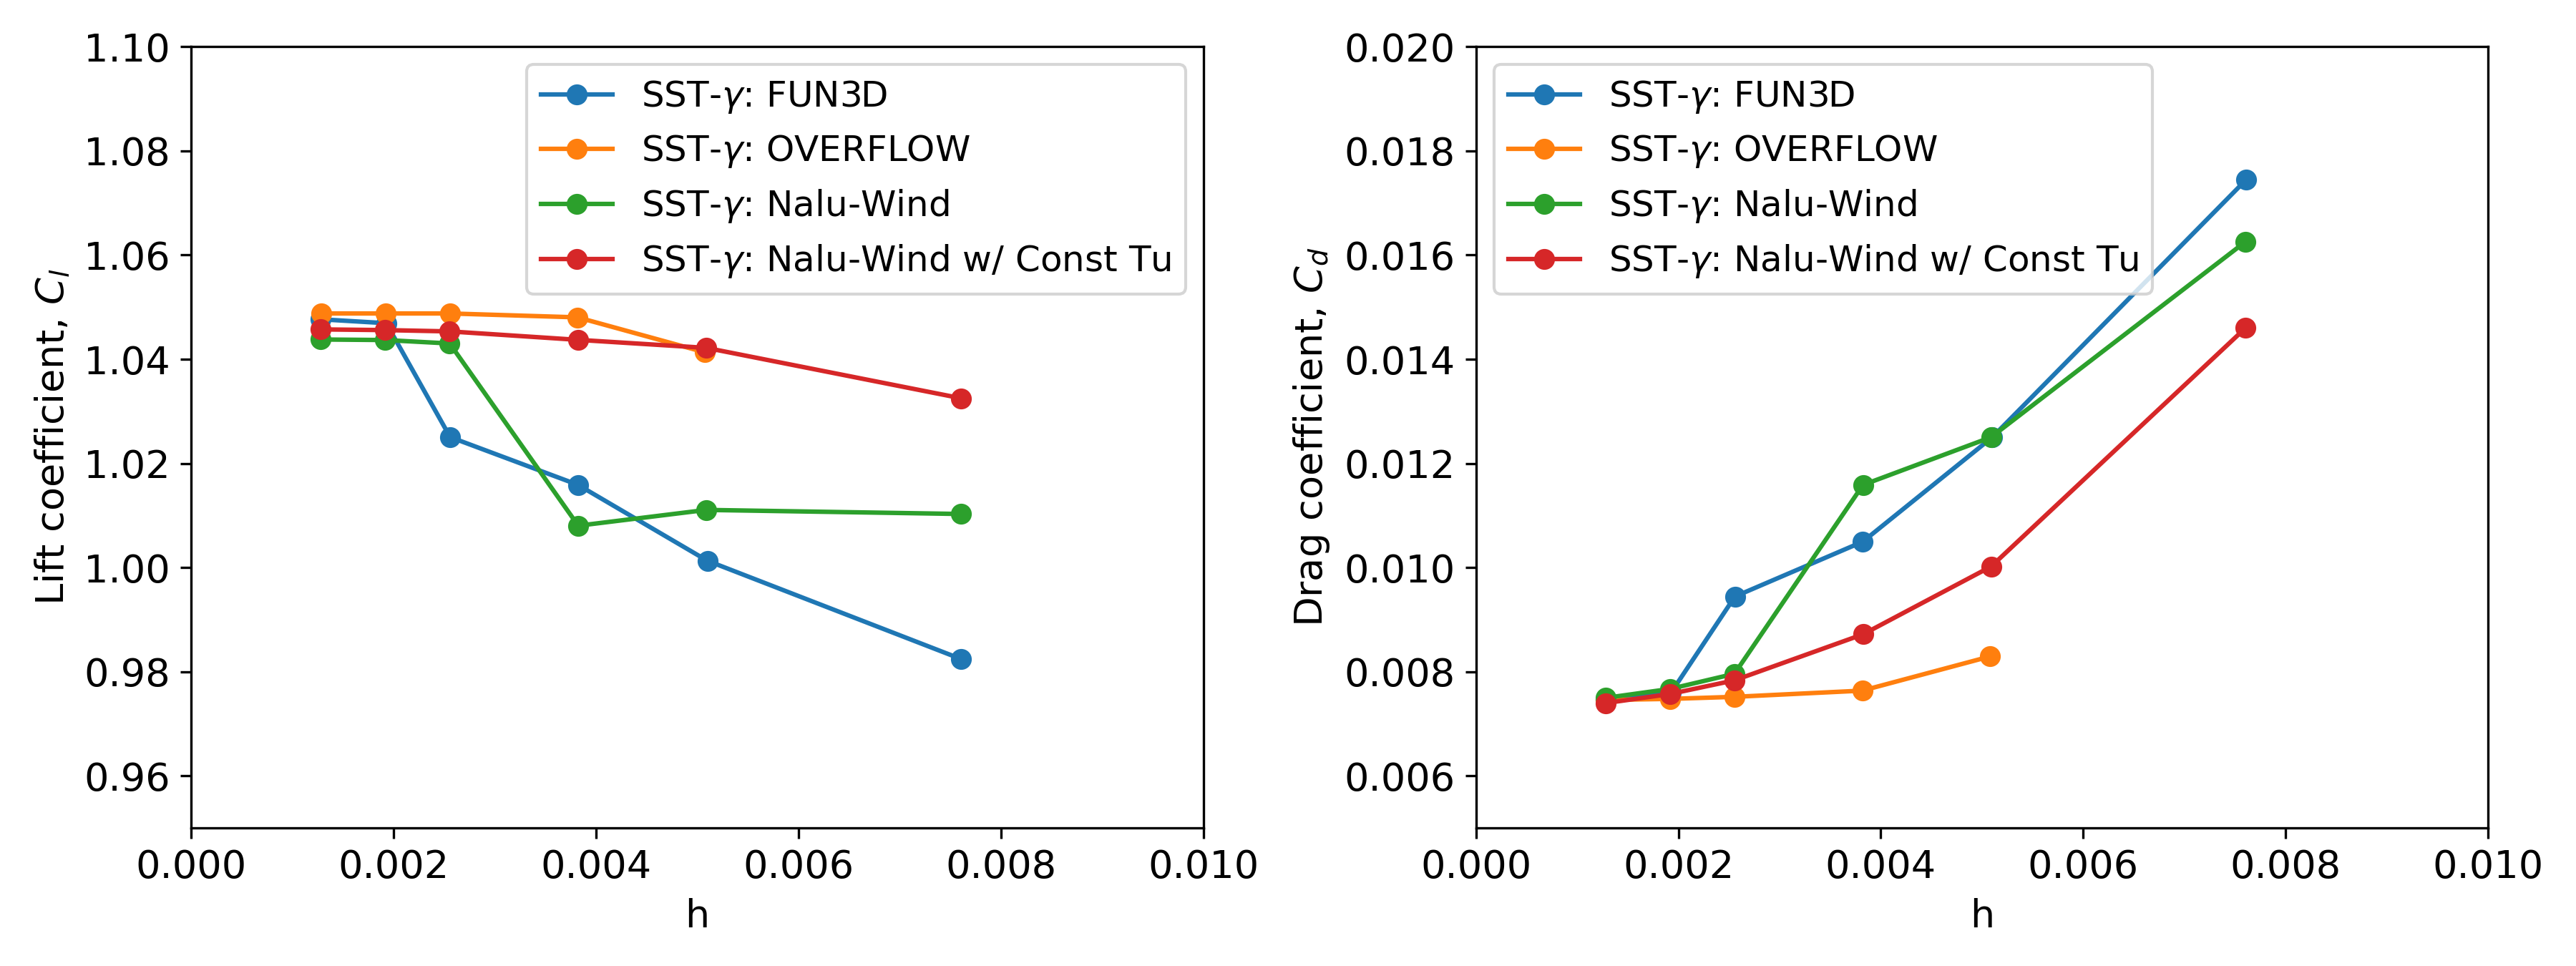 1.10
1.08
1.06
1.04
1.02
1.00
0.98
0.96
Lift coefficient, Cl
SST-γ: FUN3D
SST-γ: OVERFLOW
SST-γ: Nalu-Wind
SST-γ: Nalu-Wind w/ Const Tu
0.000 0.002 0.004 0.006 0.008 0.010
h
0.020
0.018
0.016
0.014
0.012
0.010
0.008
0.006
Drag coefficient, Cd
SST-γ: FUN3D
SST-γ: OVERFLOW
SST-γ: Nalu-Wind
SST-γ: Nalu-Wind w/ Const Tu
0.000 0.002 0.004 0.006 0.008 0.010
h